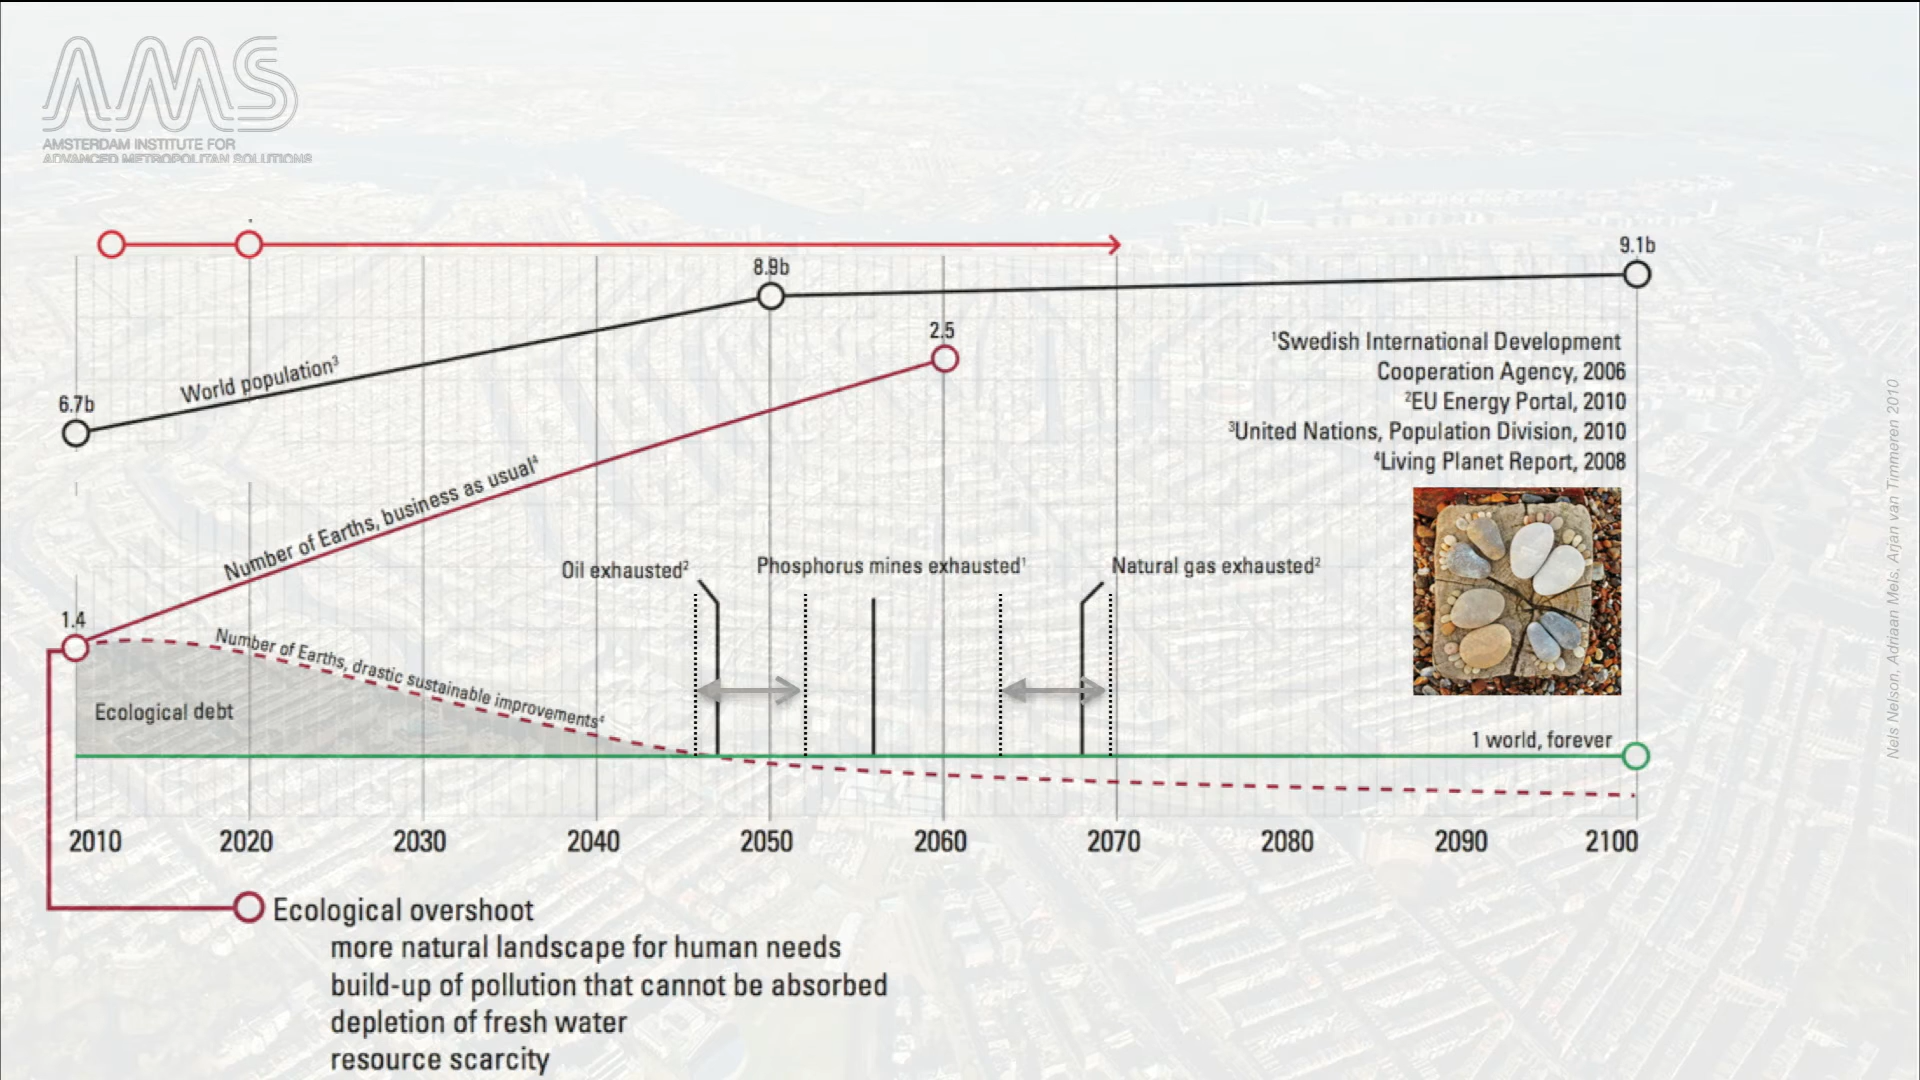 AMS
AMSTERDAM INSTITUTE FOR
ADVANCED METROPOLITAN SOLUTIONS
9.1b
8.9b
2.5
World population³
6.7b
¹Swedish International Development
Cooperation Agency, 2006
²EU Energy Portal, 2010
³United Nations, Population Division, 2010
⁴Living Planet Report, 2008
Number of Earths, business as usual⁴
Oil exhausted²
Phosphorus mines exhausted¹
Natural gas exhausted²
1.4
Number of Earths, drastic sustainable improvements⁴
Ecological debt
1 world, forever
2010 2020 2030 2040 2050 2060 2070 2080 2090 2100
Ecological overshoot
more natural landscape for human needs
build-up of pollution that cannot be absorbed
depletion of fresh water
resource scarcity
Nels Nelson, Adriaan Mels, Arjan van Timmeren 2010